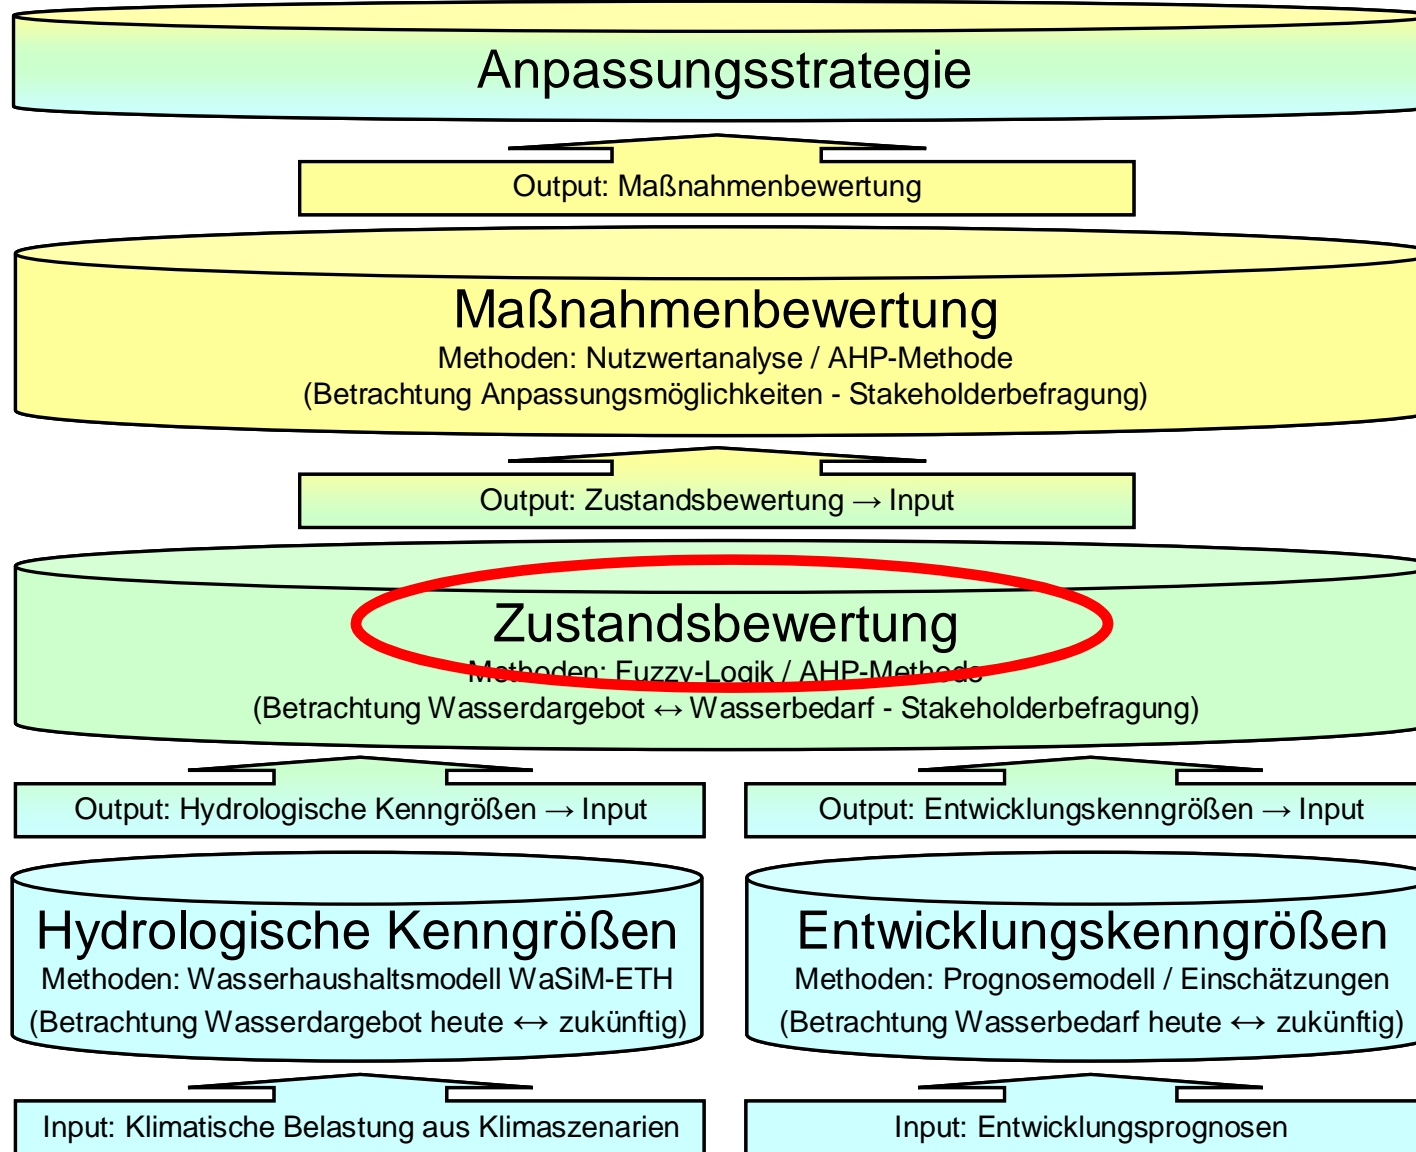 Anpassungsstrategie
Output: Maßnahmenbewertung
Maßnahmenbewertung
Methoden: Nutzwertanalyse / AHP-Methode
(Betrachtung Anpassungsmöglichkeiten - Stakeholderbefragung)
Output: Zustandsbewertung → Input
Zustandsbewertung
Methoden: Fuzzy-Logik / AHP-Methode
(Betrachtung Wasserdargebot ↔ Wasserbedarf - Stakeholderbefragung)
Output: Hydrologische Kenngrößen → Input
Output: Entwicklungskenngrößen → Input
Hydrologische Kenngrößen
Methoden: Wasserhaushaltsmodell WaSiM-ETH
(Betrachtung Wasserdargebot heute ↔ zukünftig)
Entwicklungskenngrößen
Methoden: Prognosemodell / Einschätzungen
(Betrachtung Wasserbedarf heute ↔ zukünftig)
Input: Klimatische Belastung aus Klimaszenarien
Input: Entwicklungsprognosen